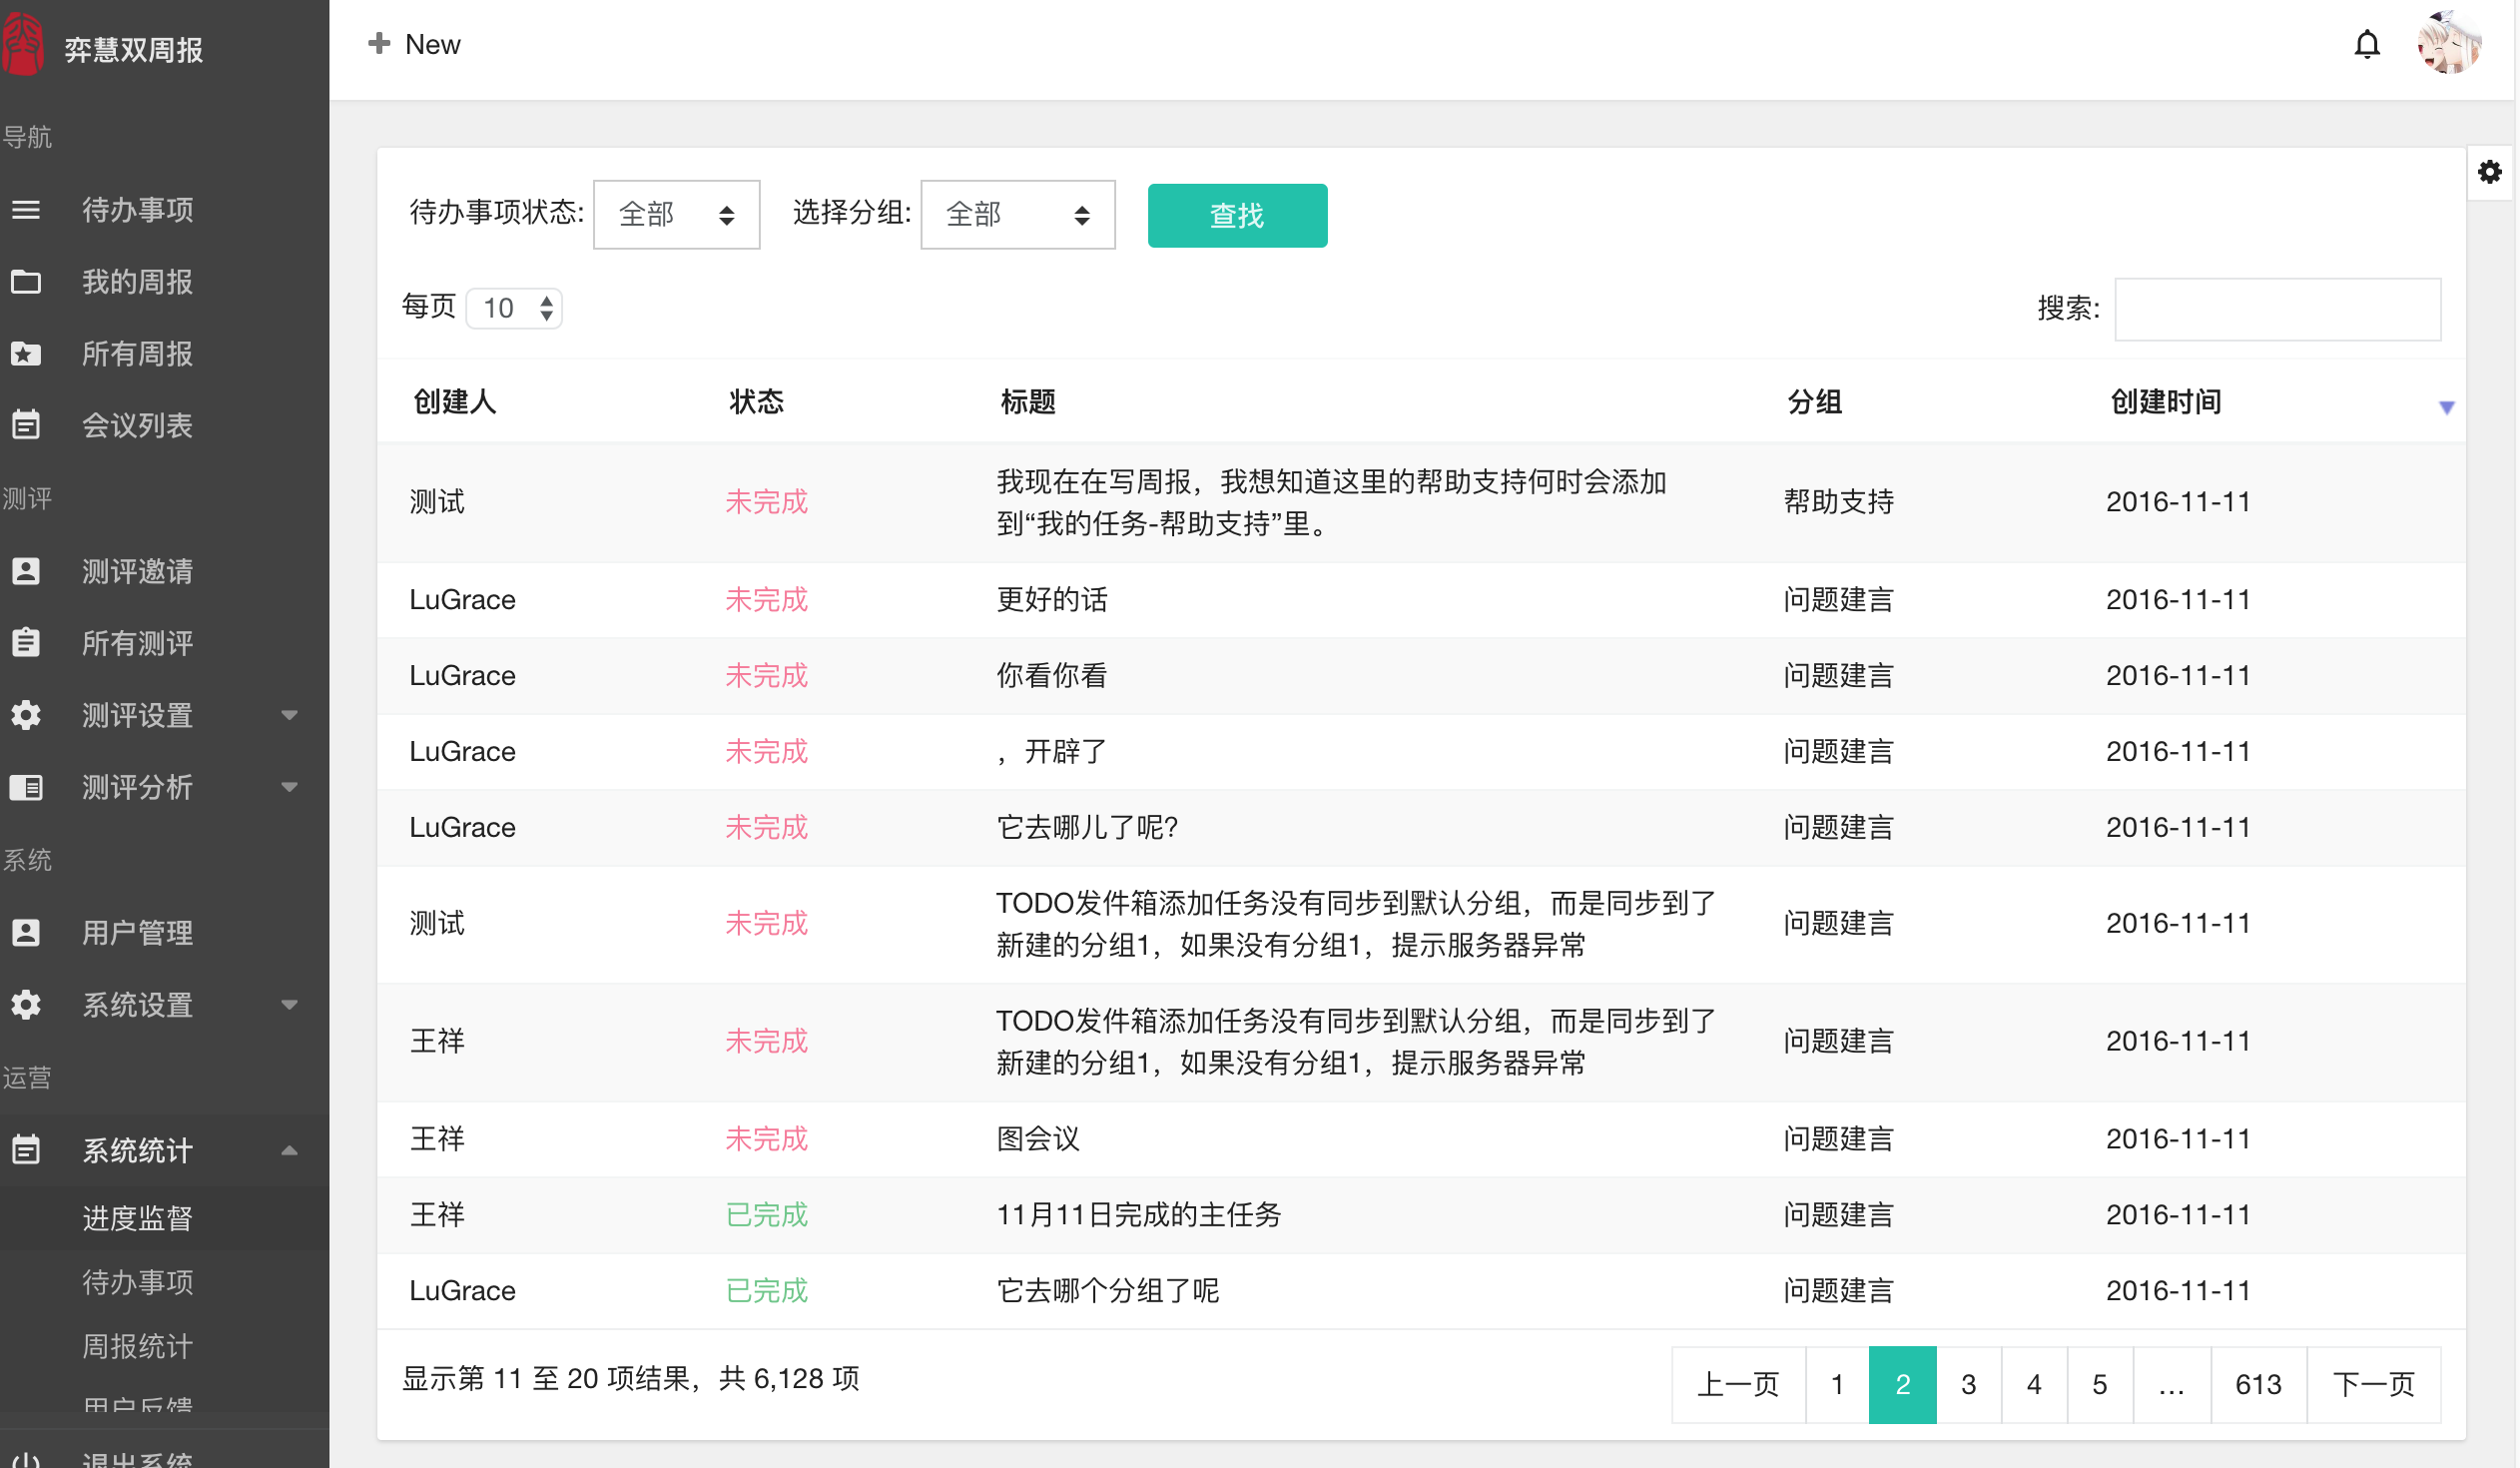 弈慧双周报
导航
待办事项
我的周报
所有周报
会议列表
测评
测评邀请
所有测评
测评设置
测评分析
系统
用户管理
系统设置
运营
系统统计
进度监督
待办事项
周报统计
用户反馈
退出系统
New
待办事项状态: 全部 选择分组: 全部 查找
每页 10 搜索:
创建人 状态 标题 分组 创建时间
测试 未完成 我现在在写周报，我想知道这里的帮助支持何时会添加
到“我的任务-帮助支持”里。 帮助支持 2016-11-11
LuGrace 未完成 更好的话 问题建言 2016-11-11
LuGrace 未完成 你看你看 问题建言 2016-11-11
LuGrace 未完成 ，开辟了 问题建言 2016-11-11
LuGrace 未完成 它去哪儿了呢? 问题建言 2016-11-11
测试 未完成 TODO发件箱添加任务没有同步到默认分组，而是同步到了
新建的分组1，如果没有分组1，提示服务器异常 问题建言 2016-11-11
王祥 未完成 TODO发件箱添加任务没有同步到默认分组，而是同步到了
新建的分组1，如果没有分组1，提示服务器异常 问题建言 2016-11-11
王祥 未完成 图会议 问题建言 2016-11-11
王祥 已完成 11月11日完成的主任务 问题建言 2016-11-11
LuGrace 已完成 它去哪个分组了呢 问题建言 2016-11-11
显示第 11 至 20 项结果，共 6,128 项
上一页 1 2 3 4 5 … 613 下一页